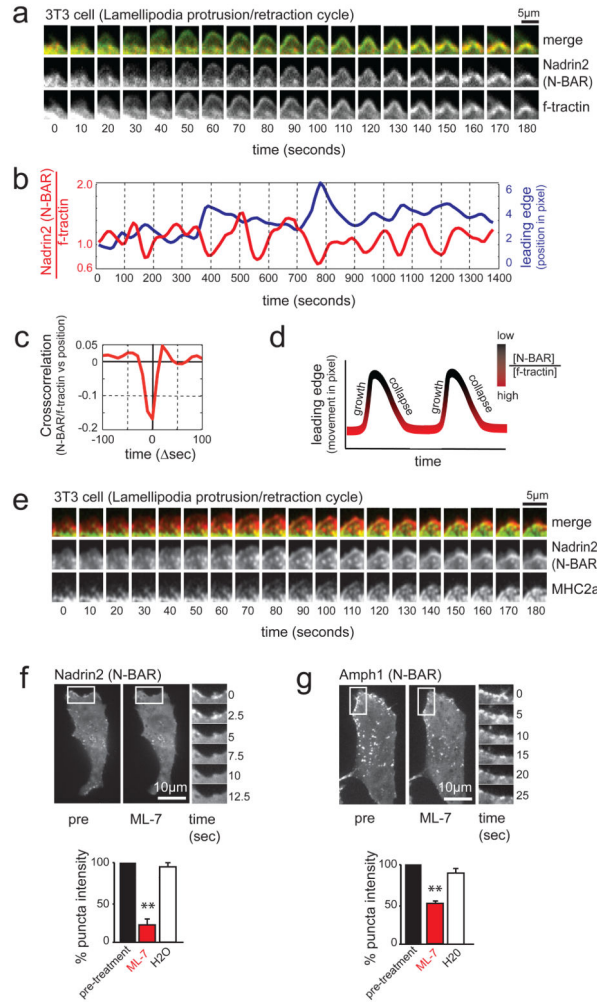 a
3T3 cell (Lamellipodia protrusion/retraction cycle)
5µm
merge
Nadrin2
(N-BAR)
f-tractin
0 10 20 30 40 50 60 70 80 90 100 110 120 130 140 150 160 170 180
time (seconds)
b
Nadrin2 (N-BAR)
f-tractin
2.0
1.0
0.6
6
4
2
0
leading edge
(position in pixel)
0 100 200 300 400 500 600 700 800 900 1000 1100 1200 1300 1400
time (seconds)
c
Crosscorrelation
(N-BAR/f-tractin vs position)
0.05
0
-0.1
-0.2
-100 0 100
time (Δsec)
d
leading edge
(movement in pixel)
growth
collapse
growth
collapse
time
low
high
[N-BAR]
[f-tractin]
e
3T3 cell (Lamellipodia protrusion/retraction cycle)
5µm
merge
Nadrin2
(N-BAR
MHC2a
0 10 20 30 40 50 60 70 80 90 100 110 120 130 140 150 160 170 180
time (seconds)
f
Nadrin2 (N-BAR)
0
2.5
5
7.5
10
12.5
10µm
pre
ML-7
time
(sec)
% puncta intensity
100
50
0
**
pre-treatment
ML-7
H2O
g
Amph1 (N-BAR)
0
5
10
15
20
25
10µm
pre
ML-7
time
(sec)
% puncta intensity
100
50
0
**
pre-treatment
ML-7
H20